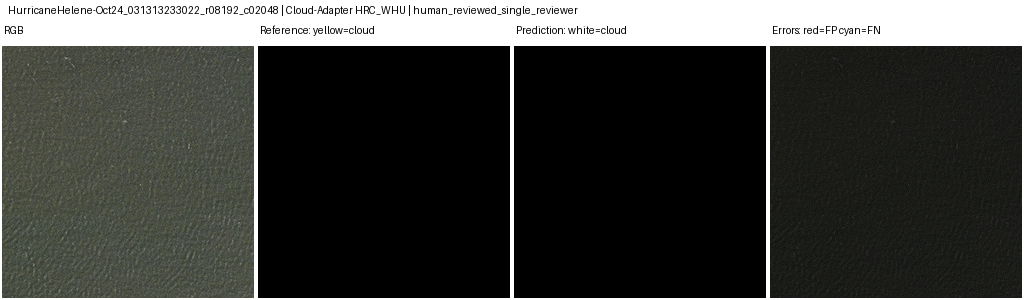 HurricaneHelene-Oct24_031313233022_r08192_c02048 | Cloud-Adapter HRC_WHU | human_reviewed_single_reviewer
RGB
Reference: yellow=cloud
Prediction: white=cloud
Errors: red=FP cyan=FN